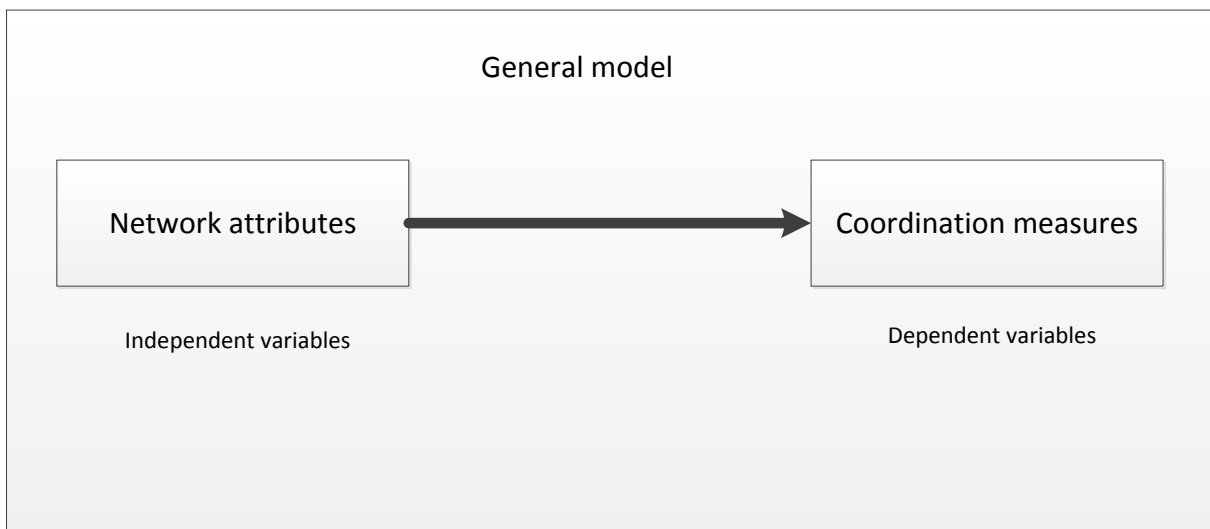 General model
Network attributes
Coordination measures
Independent variables
Dependent variables